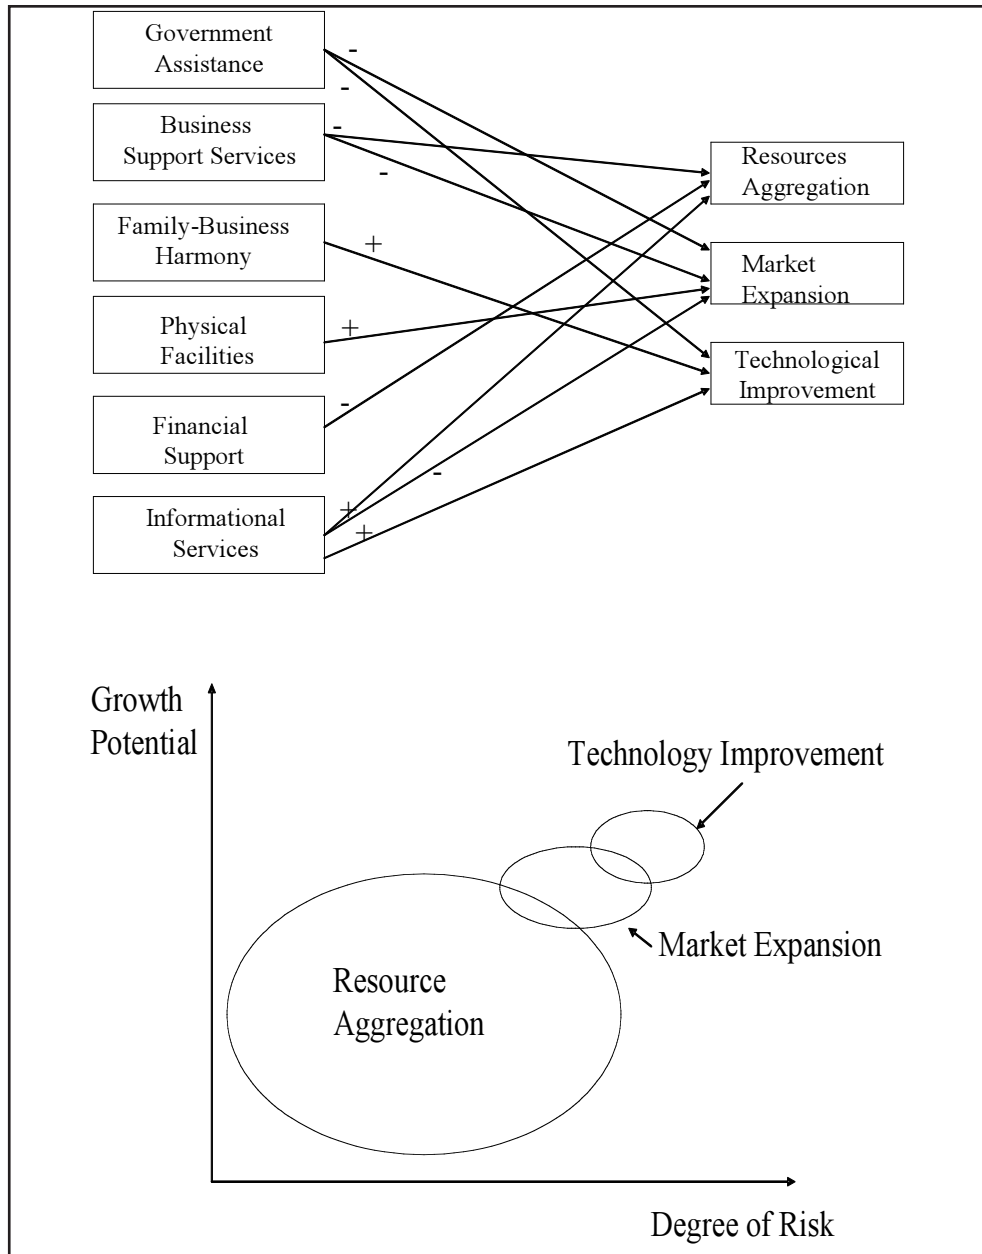 Government
Assistance
-
-
Business
Support Services
-
-
Resources
Aggregation
Family-Business
Harmony
+
Market
Expansion
Physical
Facilities
+
Technological
Improvement
Financial
Support
-
-
Informational
Services
+
+
Growth
Potential
Technology Improvement
Market Expansion
Resource
Aggregation
Degree of Risk